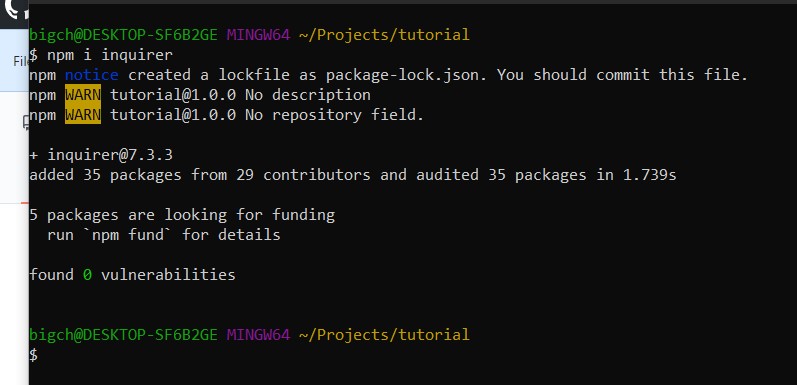 bigch@DESKTOP-SF6B2GE MINGW64 ~/Projects/tutorial
$ npm i inquirer
npm notice created a lockfile as package-lock.json. You should commit this file.
npm WARN tutorial@1.0.0 No description
npm WARN tutorial@1.0.0 No repository field.
+ inquirer@7.3.3
added 35 packages from 29 contributors and audited 35 packages in 1.739s
5 packages are looking for funding
run `npm fund` for details
found 0 vulnerabilities
bigch@DESKTOP-SF6B2GE MINGW64 ~/Projects/tutorial
$